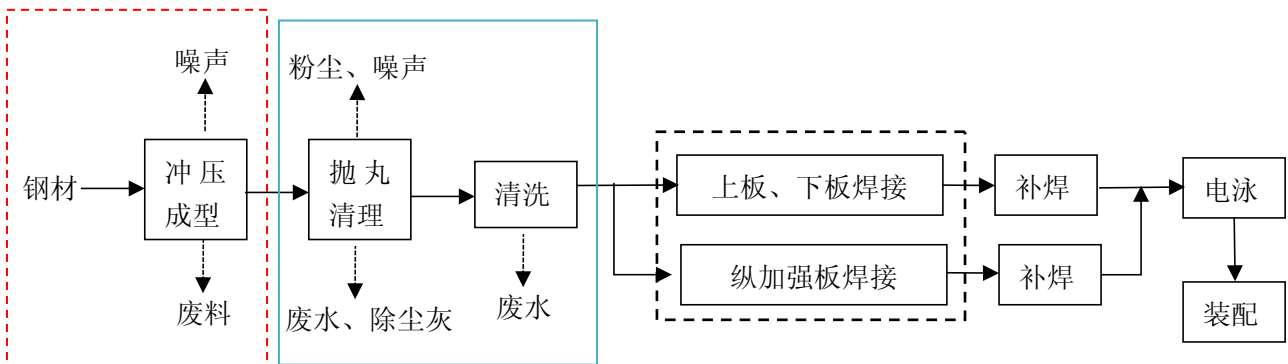 噪声
粉尘、噪声
钢材
冲 压
成型
抛 丸
清理
清洗
上板、下板焊接
补焊
电泳
纵加强板焊接
补焊
废料
废水、除尘灰
废水
装配